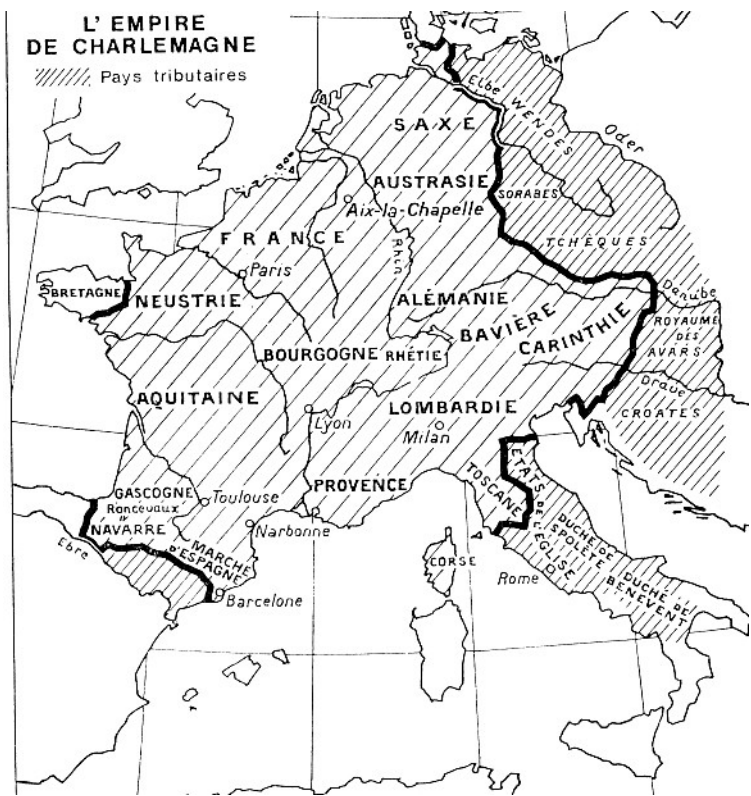 L' EMPIRE
DE CHARLEMAGNE
Pays tributaires
Elbe
WENDES
Oder
SAXE
AUSTRASIE
SORABES
Aix-la-Chapelle
FRANCE
Rhin
TCHÈQUES
Paris
BRETAGNE
NEUSTRIE
ALÉMANIE
Danube
BAVIÈRE
ROYAUME
DES
AVARS
CARINTHIE
BOURGOGNE
RHÉTIE
Drave
AQUITAINE
CROATES
LOMBARDIE
Lyon
Milan
PROVENCE
GASCOGNE
Toulouse
Roncevaux
NAVARRE
TOSCANE
ETATS
DE
L'ÉGLISE
Narbonne
Ebre
MARCHE
D'ESPAGNE
DUCHÉ DE
SPOLÈTE
CORSE
Rome
DUCHÉ DE
BÉNÉVENT
Barcelone